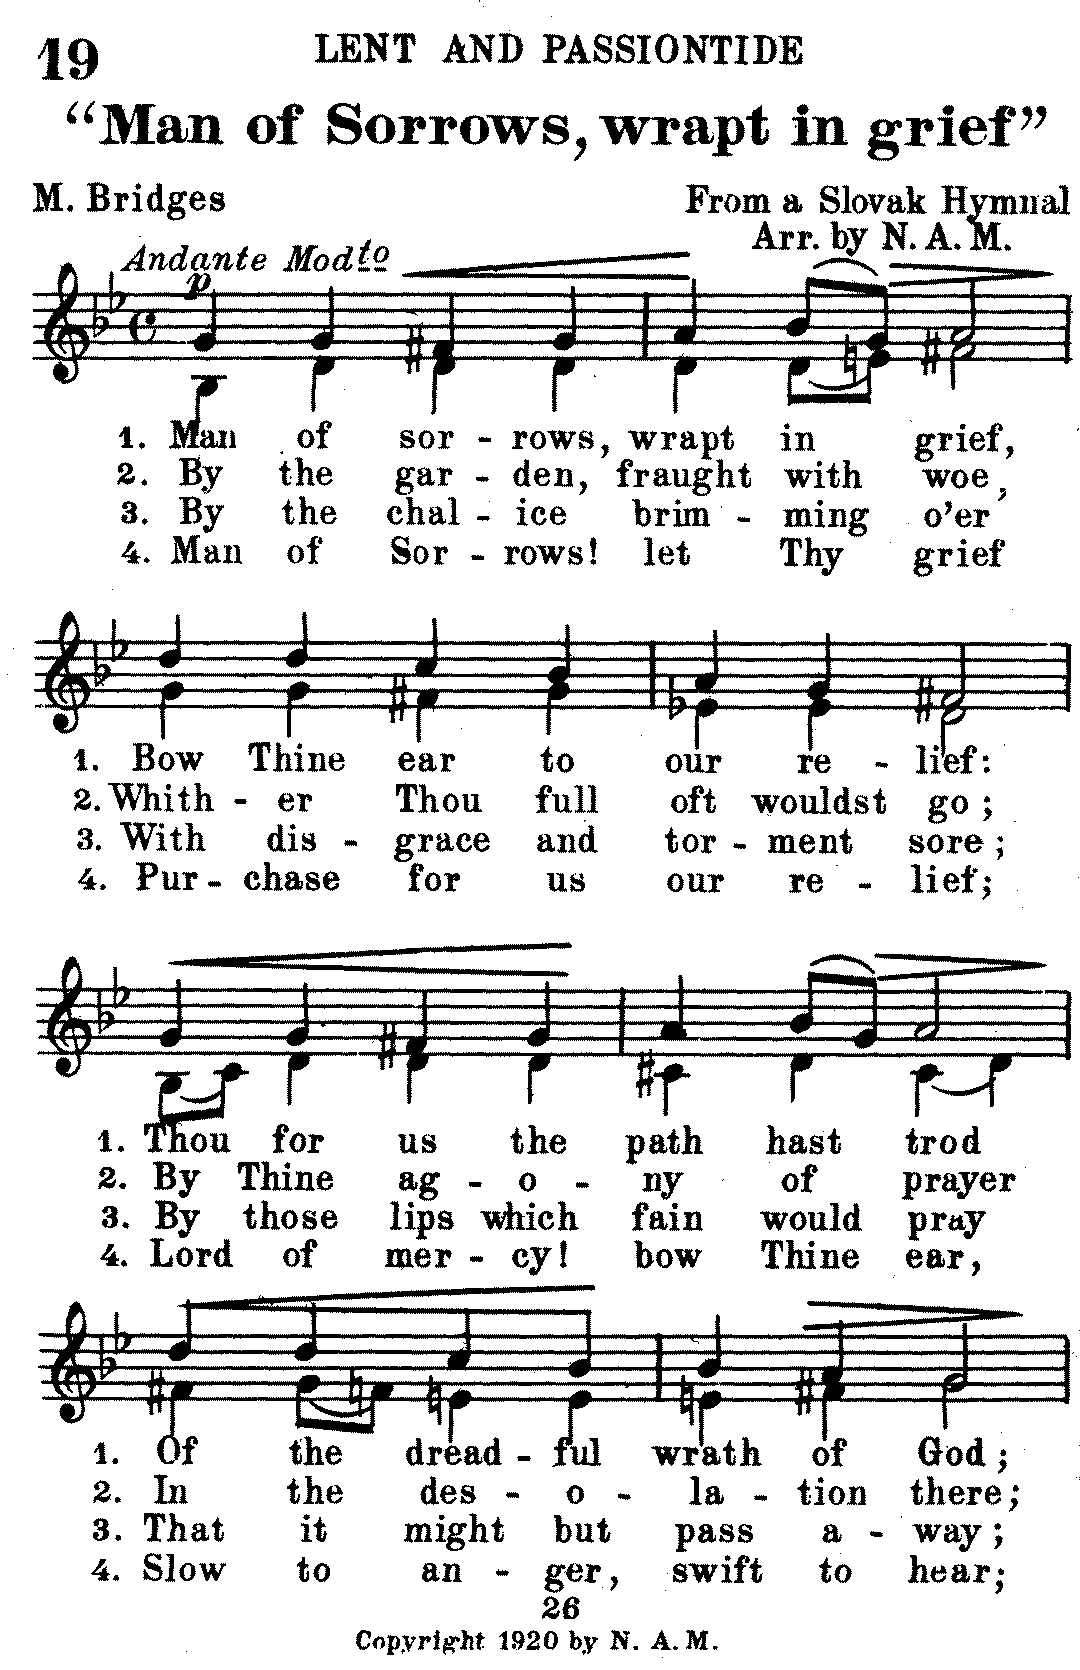 19
LENT AND PASSIONTIDE
“Man of Sorrows, wrapt in grief”
M. Bridges
From a Slovak Hymnal
Arr. by N. A. M.
Andante Modto
p
1. Man of sor - rows, wrapt in grief,
2. By the gar - den, fraught with woe,
3. By the chal - ice brim - ming o’er
4. Man of Sor - rows! let Thy grief
1. Bow Thine ear to our re - lief:
2. Whith - er Thou full oft wouldst go;
3. With dis - grace and tor - ment sore;
4. Pur - chase for us our re - lief;
1. Thou for us the path hast trod
2. By Thine ag - o - ny of prayer
3. By those lips which fain would pray
4. Lord of mer - cy! bow Thine ear,
1. Of the dread - ful wrath of God;
2. In the des - o - la - tion there;
3. That it might but pass a - way;
4. Slow to an - ger, swift to hear;
26
Copyright 1920 by N. A. M.